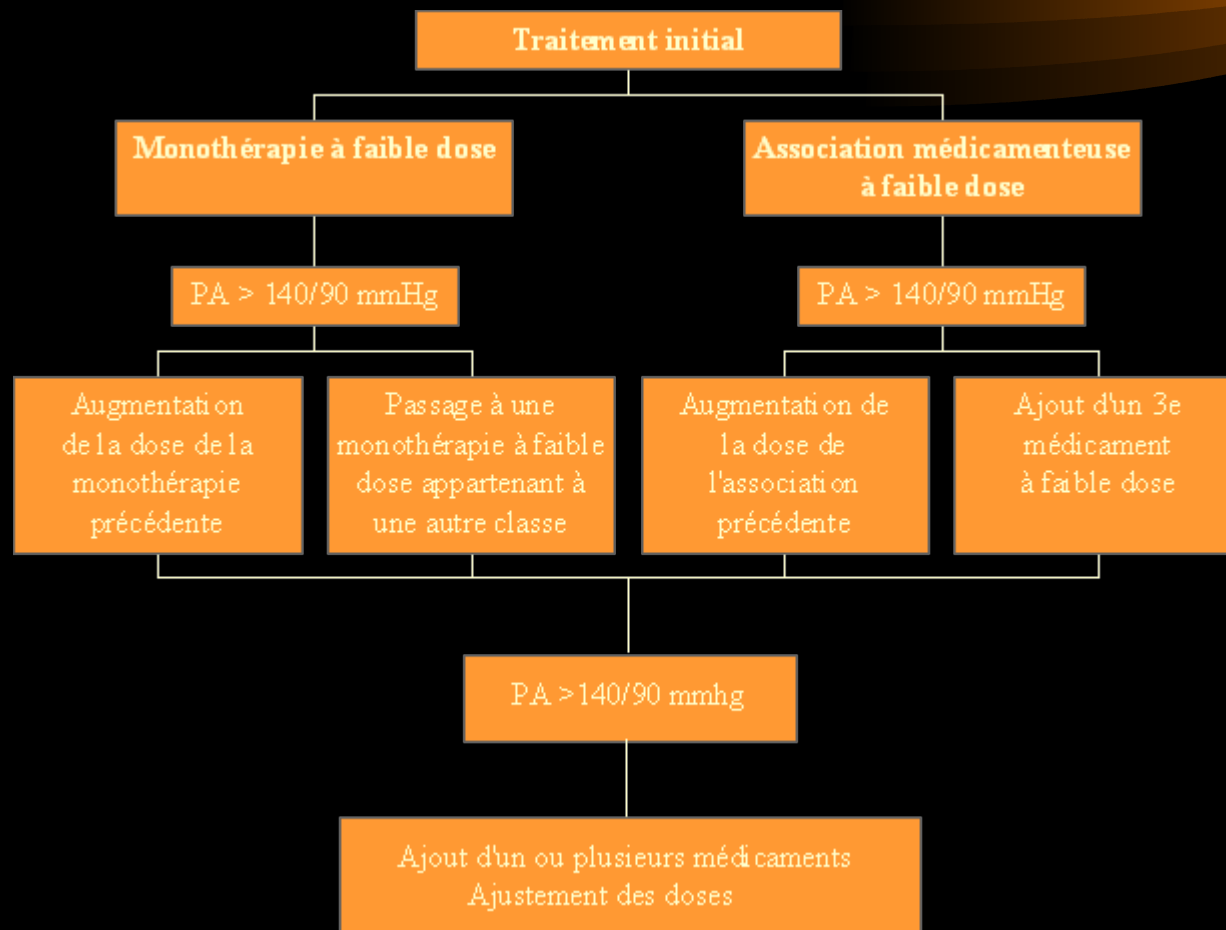 Traitement initial
Monothérapie à faible dose
Association médicamenteuse
à faible dose
PA > 140/90 mmHg
PA > 140/90 mmHg
Augmentation
de la dose de la
monothérapie
précédente
Passage à une
monothérapie à faible
dose appartenant à
une autre classe
Augmentation de
la dose de
l'association
précédente
Ajout d'un 3e
médicament
à faible dose
PA >140/90 mmhg
Ajout d'un ou plusieurs médicaments
Ajustement des doses